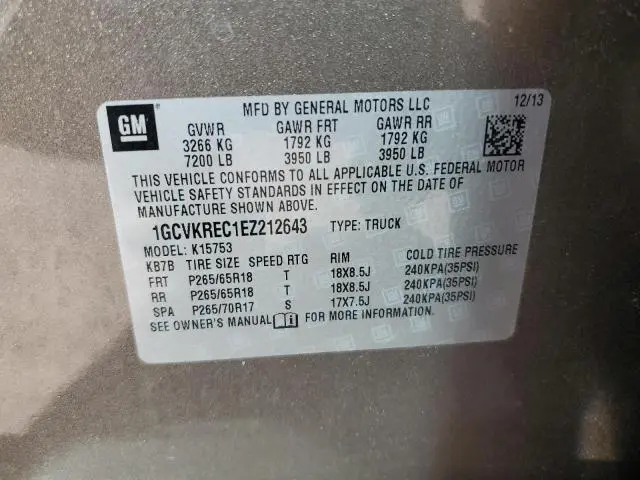 GM
MFD BY GENERAL MOTORS LLC 12/13
GVWR GAWR FRT GAWR RR
3266 KG 1792 KG 1792 KG
7200 LB 3950 LB 3950 LB
THIS VEHICLE CONFORMS TO ALL APPLICABLE U.S. FEDERAL MOTOR
VEHICLE SAFETY STANDARDS IN EFFECT ON THE DATE OF
MANUFACTURE SHOWN ABOVE.
1GCVKREC1EZ212643 TYPE: TRUCK
MODEL: K15753
KB7B TIRE SIZE SPEED RTG RIM COLD TIRE PRESSURE
FRT P265/65R18 T 18X8.5J 240KPA(35PSI)
RR P265/65R18 T 18X8.5J 240KPA(35PSI)
SPA P265/70R17 S 17X7.5J 240KPA(35PSI)
SEE OWNER'S MANUAL FOR MORE INFORMATION.